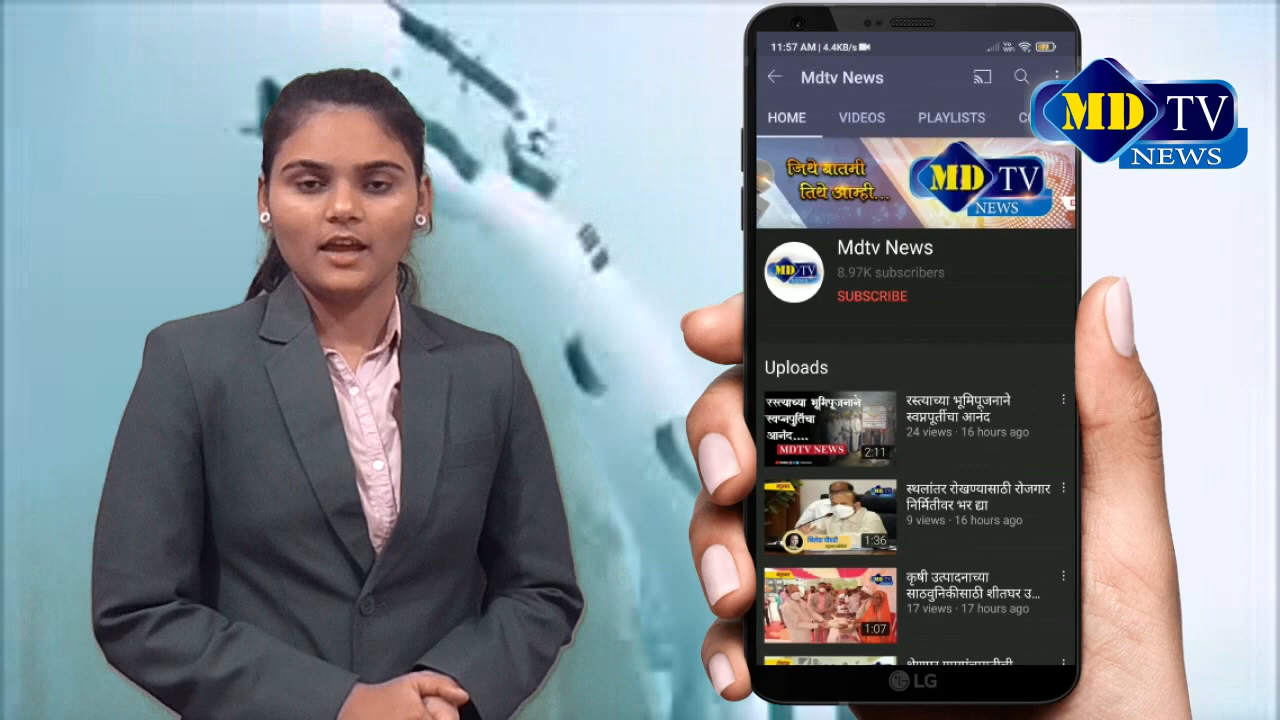 11:57 AM | 4.4KB/s
Mdtv News
HOME VIDEOS PLAYLISTS
जिथे बातमी
तिथे आम्ही...
MD TV
NEWS
MD TV
NEWS
MD TV
Mdtv News
8.97K subscribers
SUBSCRIBE
Uploads
रस्त्याच्या भूमिपूजनाने
स्वप्नपुर्तिचा
आनंद....
MDTV NEWS
2:11
रस्त्याच्या भूमिपूजनाने
स्वप्नपूर्तीचा आनंद
24 views · 16 hours ago
1:36
स्थलांतर रोखण्यासाठी रोजगार
निर्मितीवर भर द्या
9 views · 16 hours ago
1:07
कृषी उत्पादनाच्या
साठवुनिकीसाठी शीतघर उ...
17 views · 17 hours ago
LG